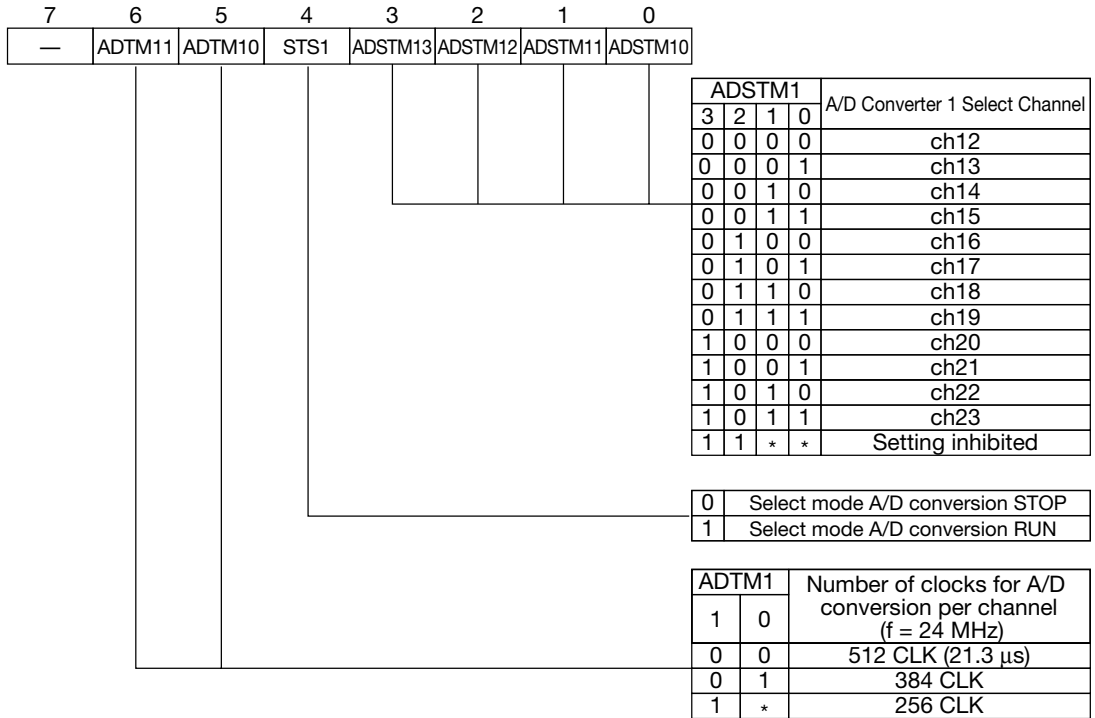 7 6 5 4 3 2 1 0
— ADTM11 ADTM10 STS1 ADSTM13 ADSTM12 ADSTM11 ADSTM10
ADSTM1 A/D Converter 1 Select Channel
3 2 1 0
0 0 0 0 ch12
0 0 0 1 ch13
0 0 1 0 ch14
0 0 1 1 ch15
0 1 0 0 ch16
0 1 0 1 ch17
0 1 1 0 ch18
0 1 1 1 ch19
1 0 0 0 ch20
1 0 0 1 ch21
1 0 1 0 ch22
1 0 1 1 ch23
1 1 * * Setting inhibited
0 Select mode A/D conversion STOP
1 Select mode A/D conversion RUN
ADTM1 Number of clocks for A/D
1 0 conversion per channel
(f = 24 MHz)
0 0 512 CLK (21.3 μs)
0 1 384 CLK
1 * 256 CLK